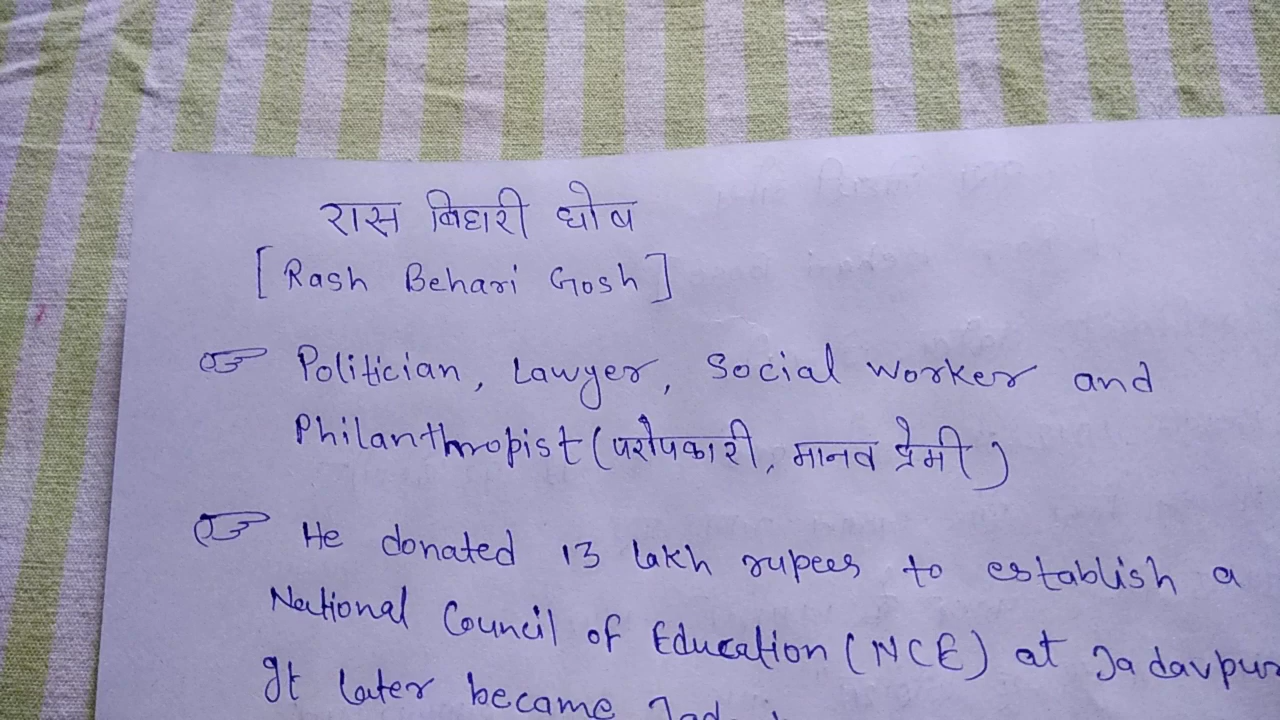 रास बिहारी घोष
[Rash Behari Gosh]
☞ Politician, Lawyer, Social worker and
Philanthropist (परोपकारी, मानव प्रेमी)
☞ He donated 13 lakh rupees to establish a
National Council of Education (NCE) at Jadavpur
It later became